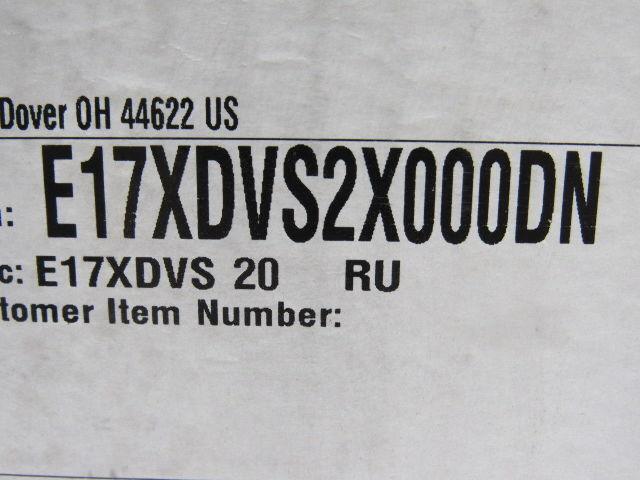 Dover OH 44622 US
: E17XDVS2X000DN
c: E17XDVS 20 RU
tomer Item Number: